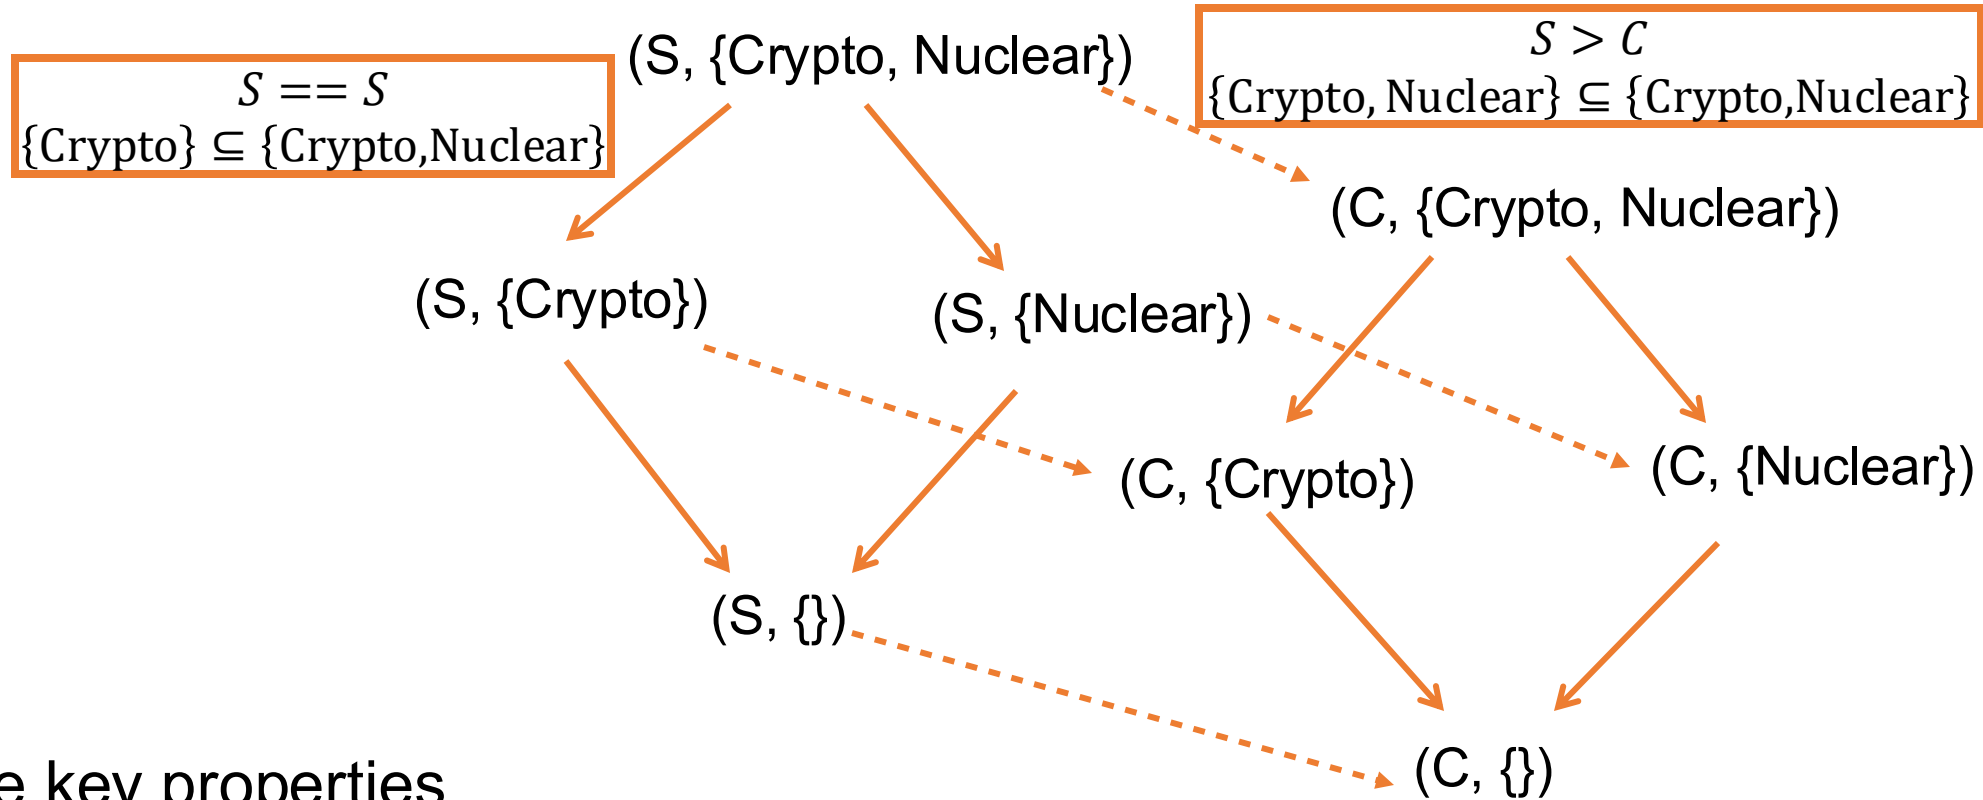 (S, {Crypto, Nuclear})
S == S
{Crypto} ⊆ {Crypto,Nuclear}
S > C
{Crypto, Nuclear} ⊆ {Crypto,Nuclear}
(C, {Crypto, Nuclear})
(S, {Crypto})
(S, {Nuclear})
(C, {Crypto})
(C, {Nuclear})
(S, {})
(C, {})
e key properties